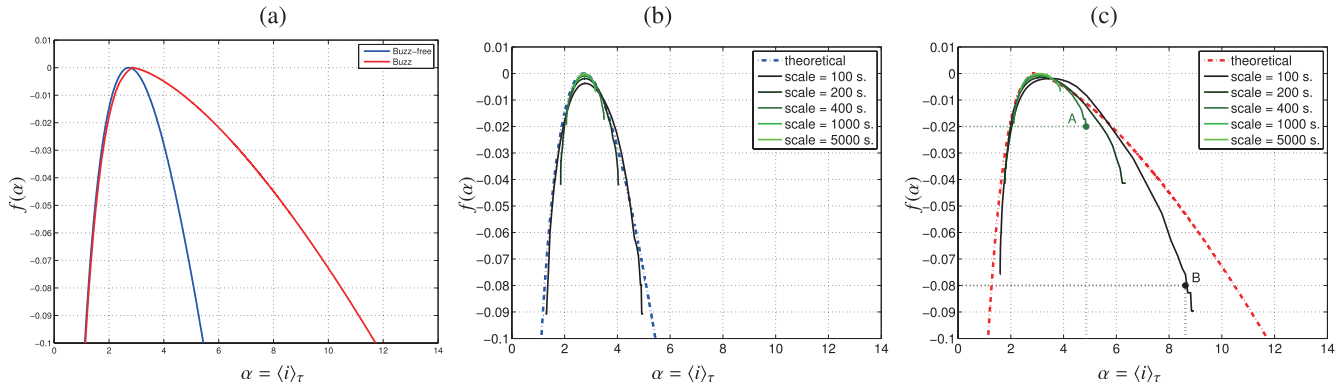 (a)
0.01
0
−0.01
−0.02
−0.03
−0.04
−0.05
−0.06
−0.07
−0.08
−0.09
−0.1
0 2 4 6 8 10 12 14
f(α)
α = ⟨i⟩τ
Buzz−free
Buzz
(b)
0.01
0
−0.01
−0.02
−0.03
−0.04
−0.05
−0.06
−0.07
−0.08
−0.09
−0.1
0 2 4 6 8 10 12 14
f(α)
α = ⟨i⟩τ
theoretical
scale = 100 s.
scale = 200 s.
scale = 400 s.
scale = 1000 s.
scale = 5000 s.
(c)
0.01
0
−0.01
−0.02
−0.03
−0.04
−0.05
−0.06
−0.07
−0.08
−0.09
−0.1
0 2 4 6 8 10 12 14
f(α)
α = ⟨i⟩τ
theoretical
scale = 100 s.
scale = 200 s.
scale = 400 s.
scale = 1000 s.
scale = 5000 s.
A
B